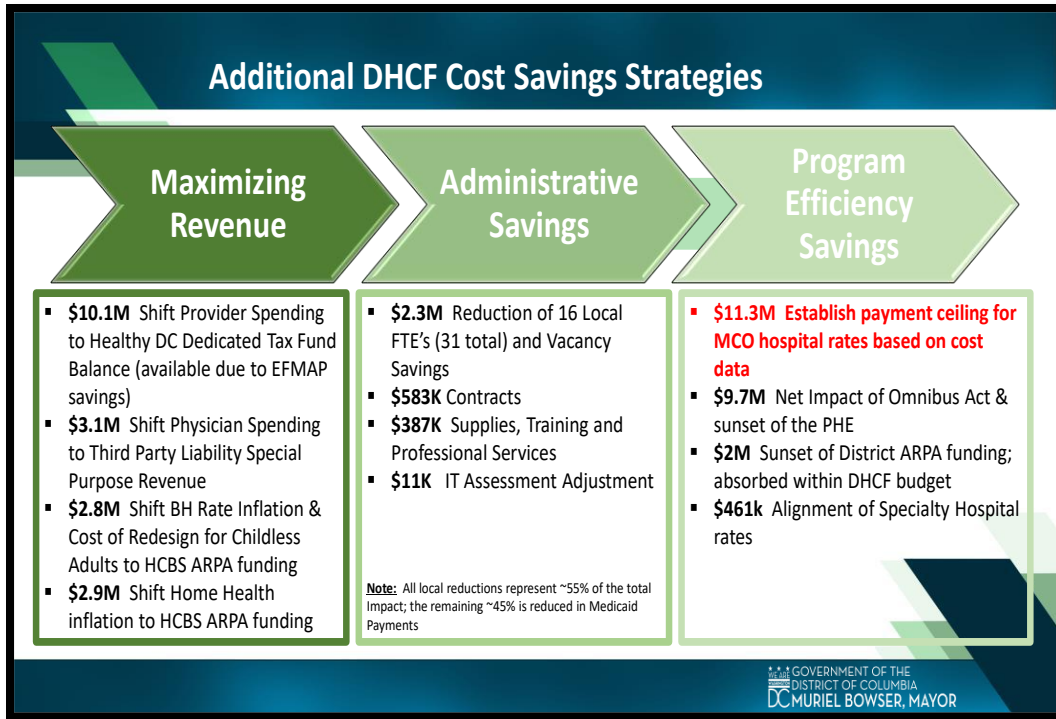 Additional DHCF Cost Savings Strategies
Maximizing
Revenue
Administrative
Savings
Program
Efficiency
Savings
▪ $10.1M Shift Provider Spending
to Healthy DC Dedicated Tax Fund
Balance (available due to EFMAP
savings)
▪ $3.1M Shift Physician Spending
to Third Party Liability Special
Purpose Revenue
▪ $2.8M Shift BH Rate Inflation &
Cost of Redesign for Childless
Adults to HCBS ARPA funding
▪ $2.9M Shift Home Health
inflation to HCBS ARPA funding
▪ $2.3M Reduction of 16 Local
FTE's (31 total) and Vacancy
Savings
▪ $583K Contracts
▪ $387K Supplies, Training and
Professional Services
▪ $11K IT Assessment Adjustment
Note: All local reductions represent ~55% of the total
Impact; the remaining ~45% is reduced in Medicaid
Payments
▪ $11.3M Establish payment ceiling for
MCO hospital rates based on cost
data
▪ $9.7M Net Impact of Omnibus Act &
sunset of the PHE
▪ $2M Sunset of District ARPA funding;
absorbed within DHCF budget
▪ $461k Alignment of Specialty Hospital
rates
WE ARE
WASHINGTON
DC
GOVERNMENT OF THE
DISTRICT OF COLUMBIA
MURIEL BOWSER, MAYOR